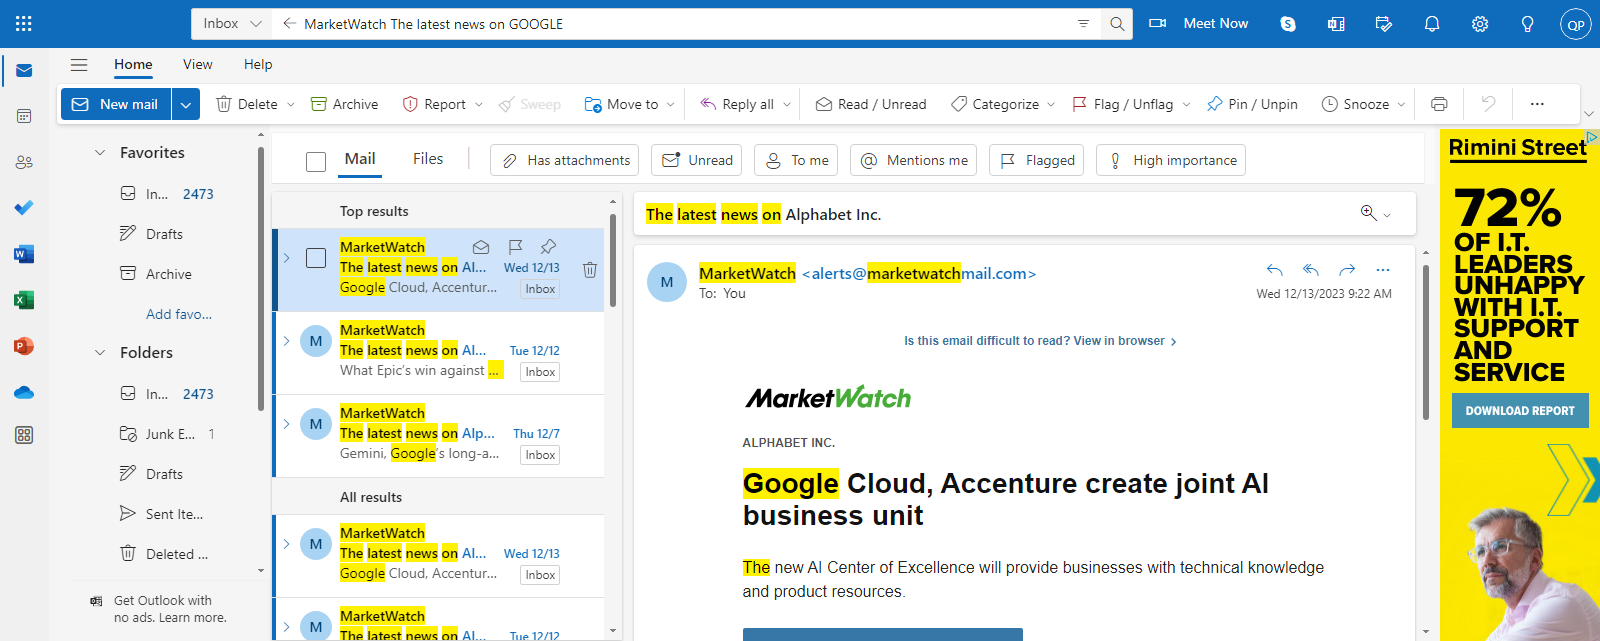 Inbox
MarketWatch The latest news on GOOGLE
Meet Now
QP
Home
View
Help
New mail
Delete
Archive
Report
Sweep
Move to
Reply all
Read / Unread
Categorize
Flag / Unflag
Pin / Unpin
Snooze
Favorites
In... 2473
Drafts
Archive
Add favo...
Folders
In... 2473
Junk E... 1
Drafts
Sent Ite...
Deleted ...
Get Outlook with
no ads. Learn more.
Mail
Files
Has attachments
Unread
To me
Mentions me
Flagged
High importance
Top results
MarketWatch
The latest news on Al... Wed 12/13
Google Cloud, Accentur... Inbox
M
MarketWatch
The latest news on Al... Tue 12/12
What Epic's win against ... Inbox
M
MarketWatch
The latest news on Alp... Thu 12/7
Gemini, Google's long-a... Inbox
All results
M
MarketWatch
The latest news on Al... Wed 12/13
Google Cloud, Accentur... Inbox
M
MarketWatch
The latest news on Al... Tue 12/12
The latest news on Alphabet Inc.
M
MarketWatch <alerts@marketwatchmail.com>
To: You
Wed 12/13/2023 9:22 AM
Is this email difficult to read? View in browser >
MarketWatch
ALPHABET INC.
Google Cloud, Accenture create joint AI
business unit
The new AI Center of Excellence will provide businesses with technical knowledge
and product resources.
Rimini Street
72%
OF I.T.
LEADERS
UNHAPPY
WITH I.T.
SUPPORT
AND
SERVICE
DOWNLOAD REPORT